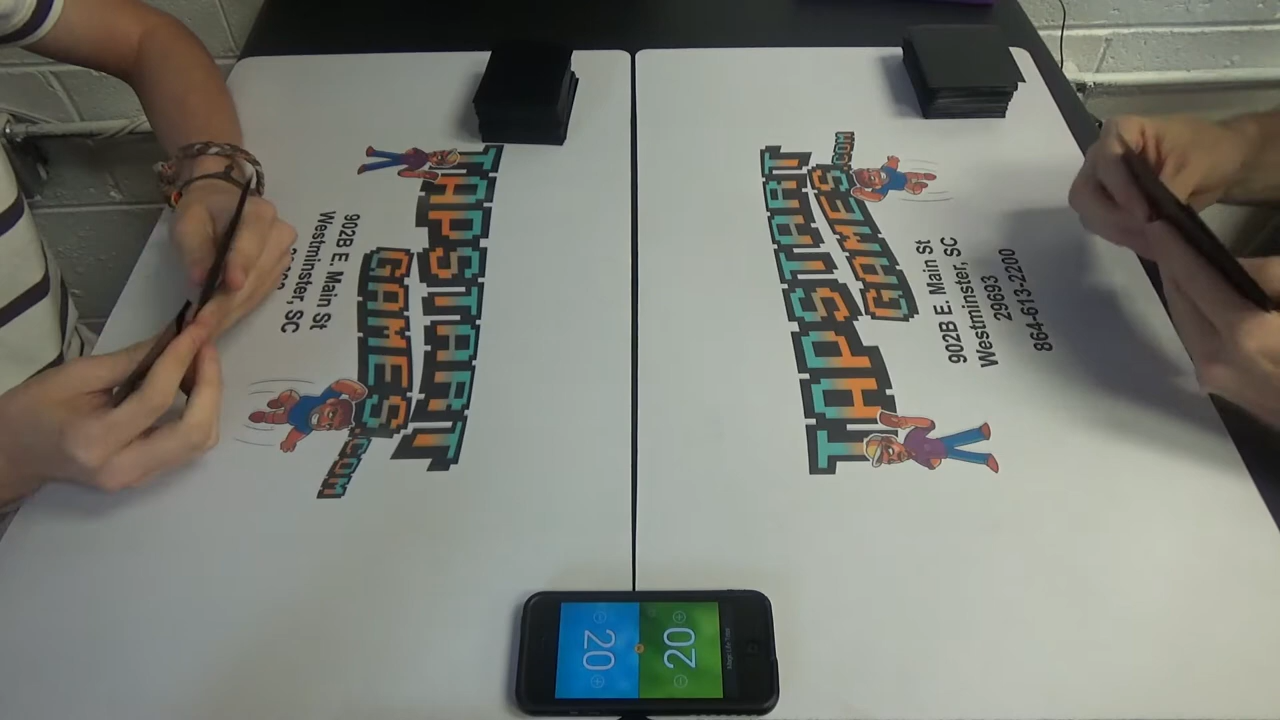 TAPSTART
GAMES
.COM
902B E. Main St
Westminster, SC
TAPSTART
GAMES
.COM
902B E. Main St
Westminster, SC
29693
864-613-2200
20
20